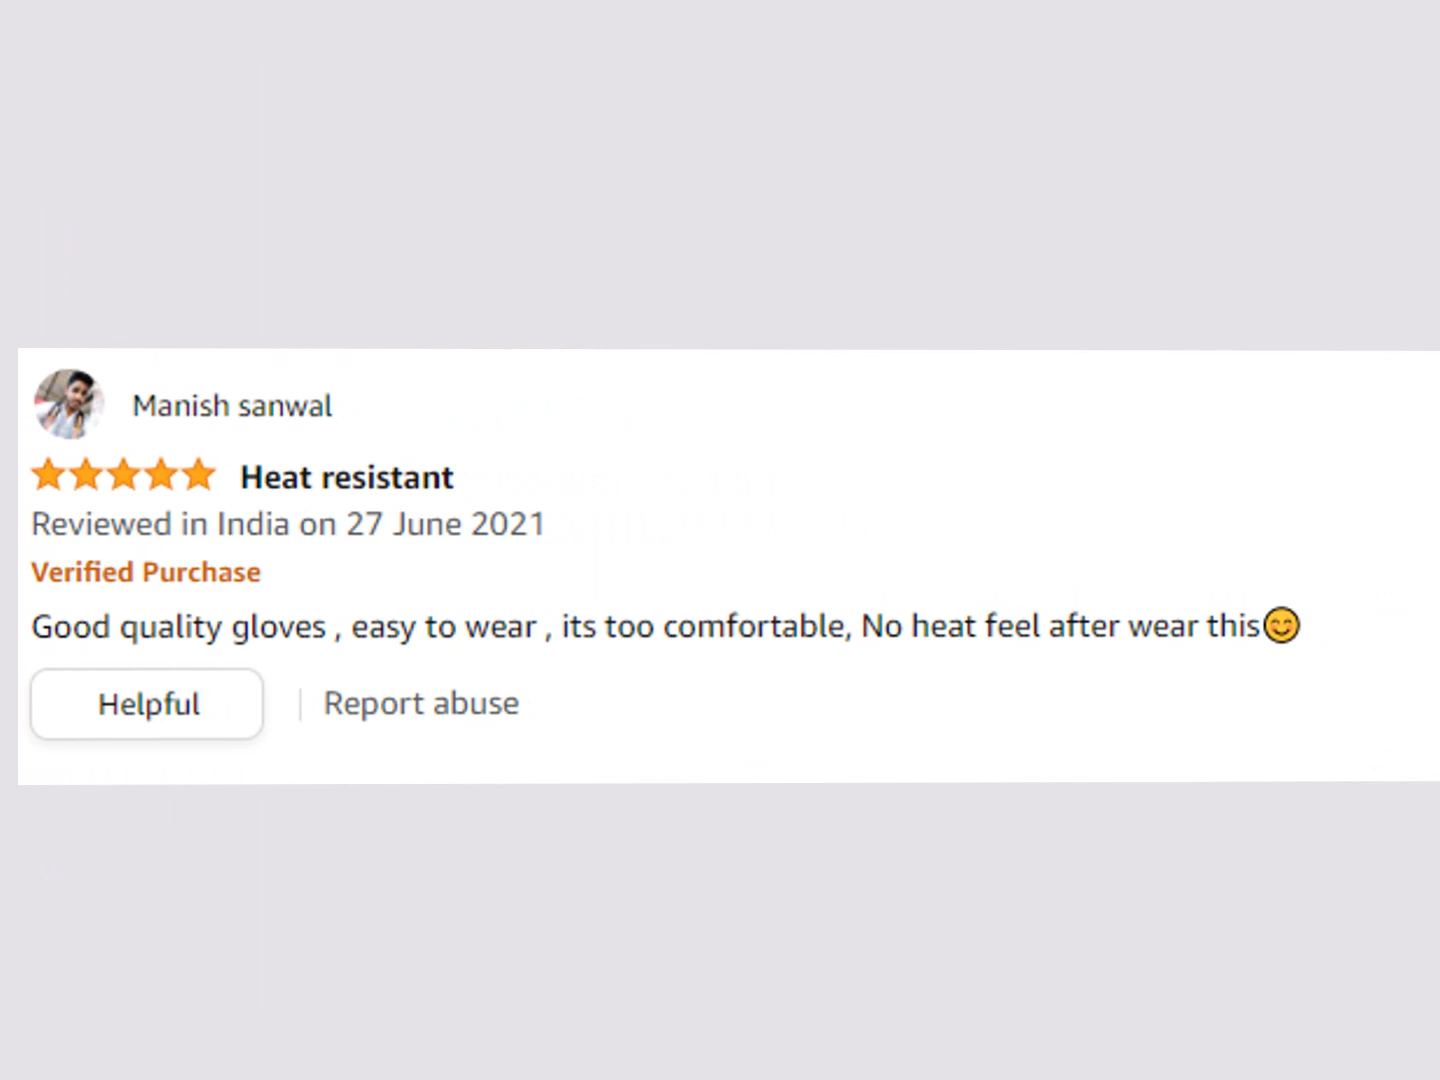 Manish sanwal
Heat resistant
Reviewed in India on 27 June 2021
Verified Purchase
Good quality gloves , easy to wear , its too comfortable, No heat feel after wear this😊
Helpful
Report abuse